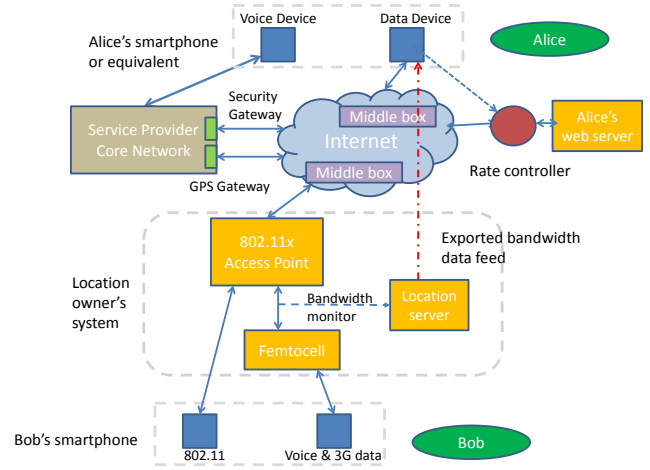 Voice Device
Data Device
Alice's smartphone
or equivalent
Alice
Security
Gateway
Service Provider
Core Network
Middle box
Internet
Middle box
Alice's
web server
Rate controller
GPS Gateway
802.11x
Access Point
Exported bandwidth
data feed
Location
owner's
system
Bandwidth
monitor
Location
server
Femtocell
Bob's smartphone
802.11
Voice & 3G data
Bob